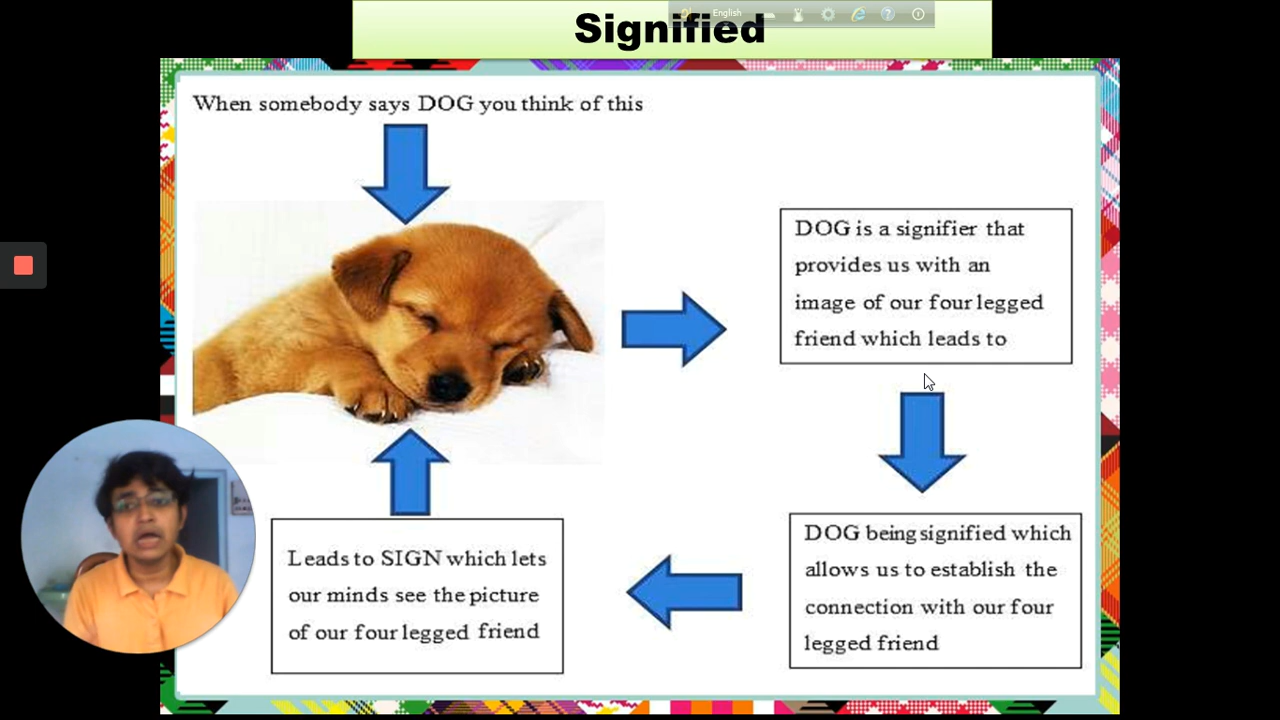 Signified
English
When somebody says DOG you think of this
DOG is a signifier that
provides us with an
image of our four legged
friend which leads to
DOG being signified which
allows us to establish the
connection with our four
legged friend
Leads to SIGN which lets
our minds see the picture
of our four legged friend